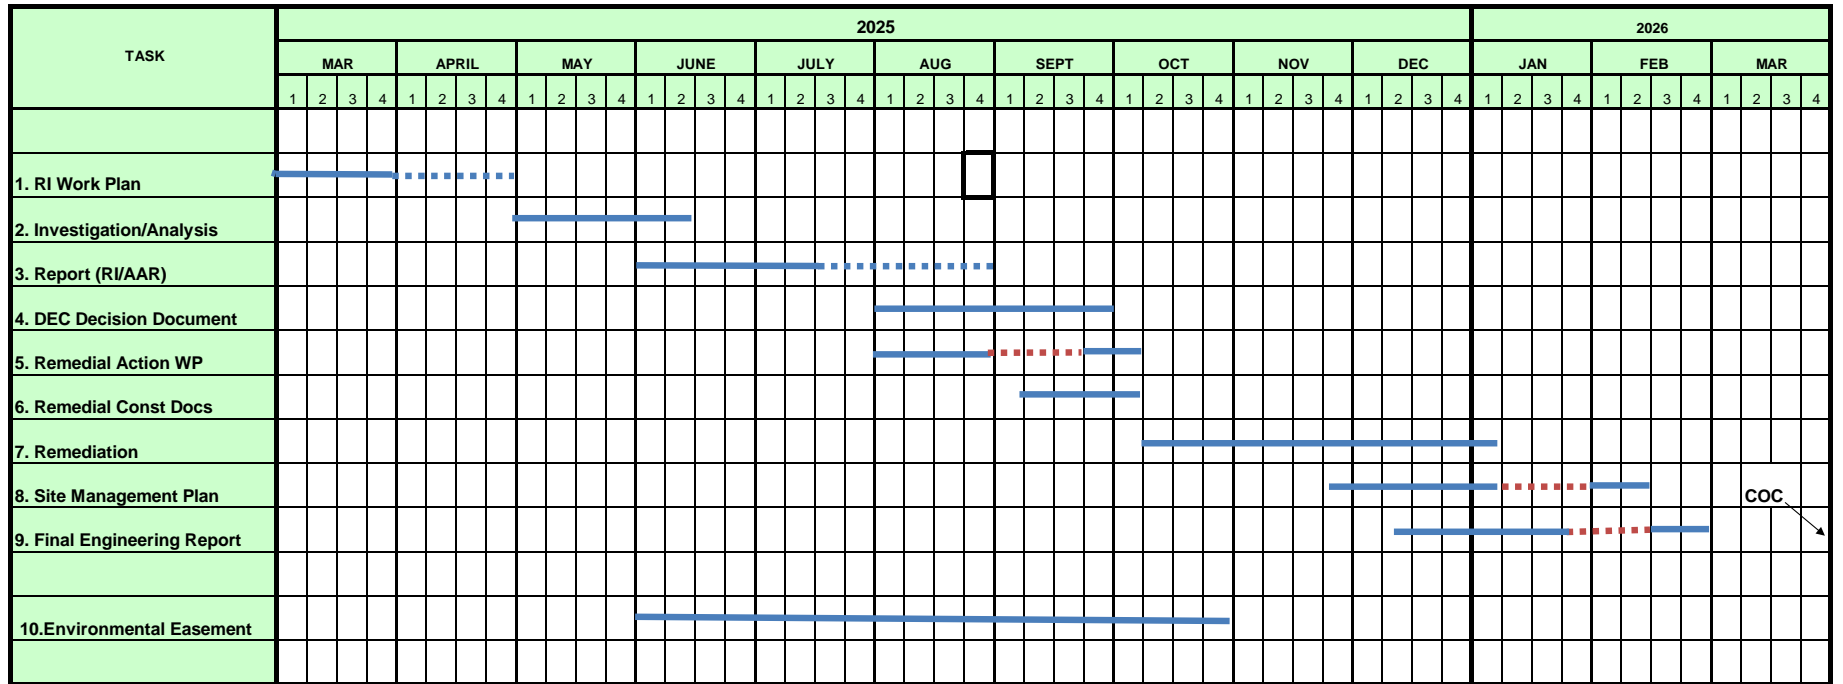 2025 2026
TASK
MAR APRIL MAY JUNE JULY AUG SEPT OCT NOV DEC JAN FEB MAR
1 2 3 4 1 2 3 4 1 2 3 4 1 2 3 4 1 2 3 4 1 2 3 4 1 2 3 4 1 2 3 4 1 2 3 4 1 2 3 4 1 2 3 4 1 2 3 4 1 2 3 4
1. RI Work Plan
2. Investigation/Analysis
3. Report (RI/AAR)
4. DEC Decision Document
5. Remedial Action WP
6. Remedial Const Docs
7. Remediation
8. Site Management Plan
COC
9. Final Engineering Report
10.Environmental Easement